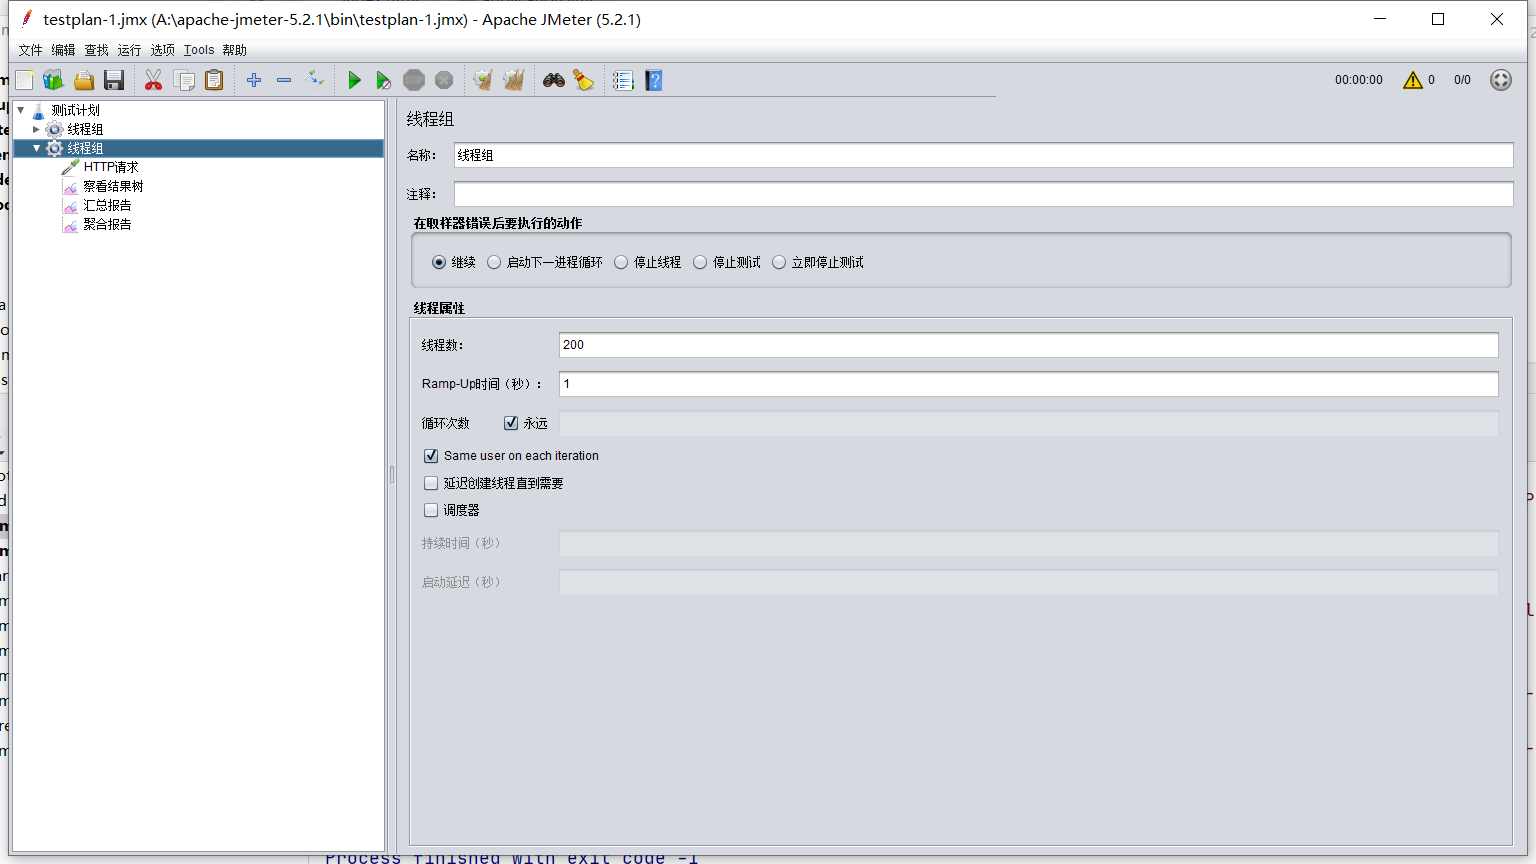 testplan-1.jmx (A:\apache-jmeter-5.2.1\bin\testplan-1.jmx) - Apache JMeter (5.2.1)
文件 编辑 查找 运行 选项 Tools 帮助
STOP
00:00:00 0 0/0
测试计划
线程组
线程组
HTTP请求
察看结果树
汇总报告
聚合报告
线程组
名称： 线程组
注释：
在取样器错误后要执行的动作
继续 启动下一进程循环 停止线程 停止测试 立即停止测试
线程属性
线程数： 200
Ramp-Up时间（秒）： 1
循环次数 永远
Same user on each iteration
延迟创建线程直到需要
调度器
持续时间（秒）
启动延迟（秒）
Process finished with exit code -1